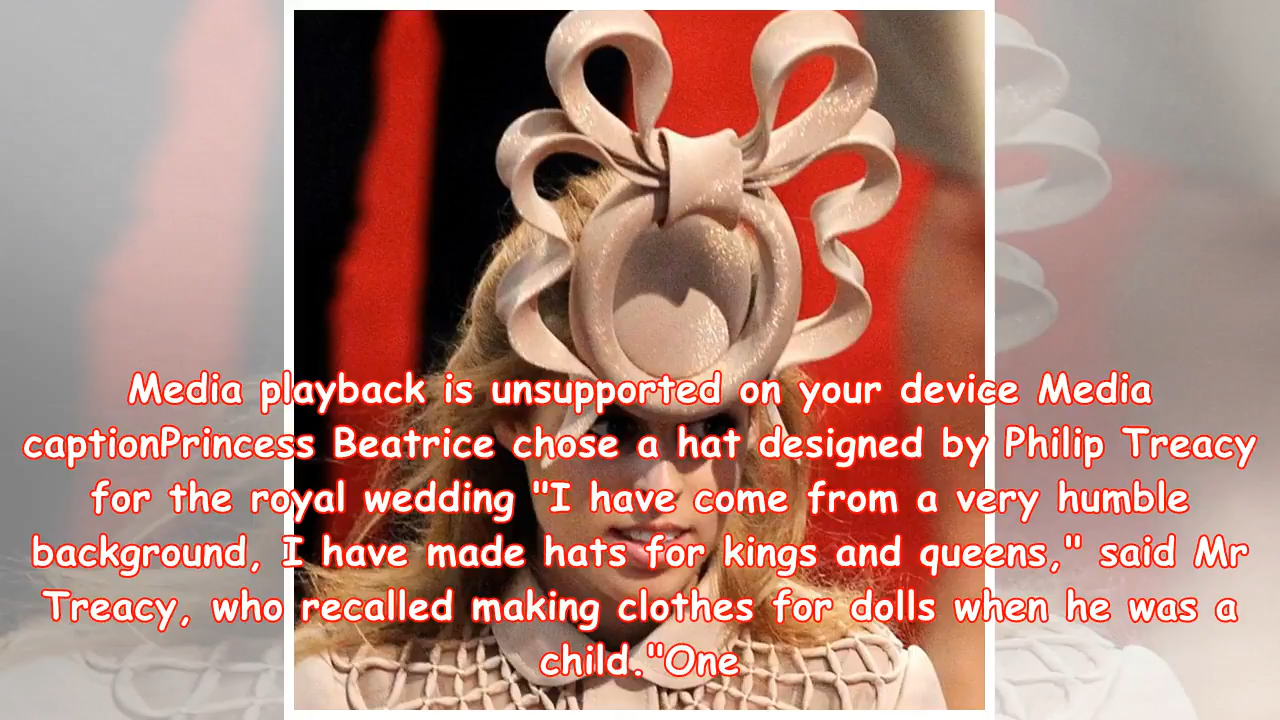 Media playback is unsupported on your device Media
captionPrincess Beatrice chose a hat designed by Philip Treacy
for the royal wedding "I have come from a very humble
background, I have made hats for kings and queens," said Mr
Treacy, who recalled making clothes for dolls when he was a
child."One